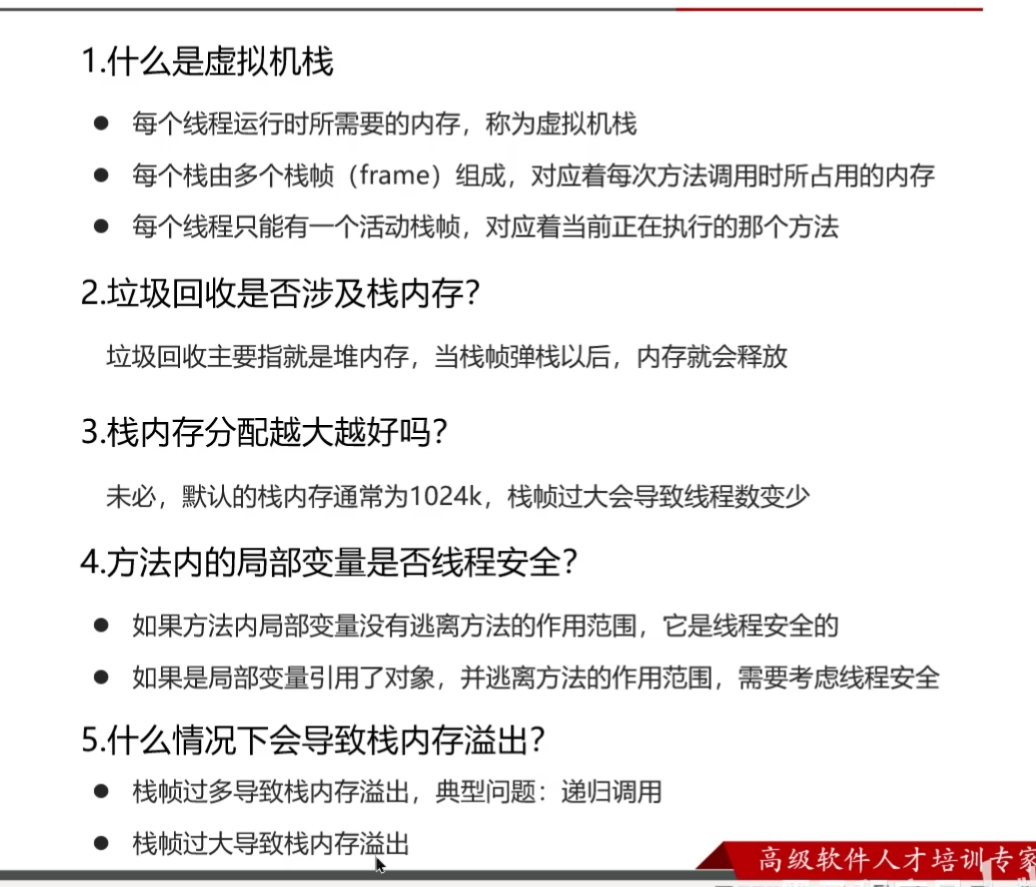 1.什么是虚拟机栈
● 每个线程运行时所需要的内存，称为虚拟机栈
● 每个栈由多个栈帧（frame）组成，对应着每次方法调用时所占用的内存
● 每个线程只能有一个活动栈帧，对应着当前正在执行的那个方法
2.垃圾回收是否涉及栈内存？
垃圾回收主要指就是堆内存，当栈帧弹栈以后，内存就会释放
3.栈内存分配越大越好吗？
未必，默认的栈内存通常为1024k，栈帧过大会导致线程数变少
4.方法内的局部变量是否线程安全？
● 如果方法内局部变量没有逃离方法的作用范围，它是线程安全的
● 如果是局部变量引用了对象，并逃离方法的作用范围，需要考虑线程安全
5.什么情况下会导致栈内存溢出？
● 栈帧过多导致栈内存溢出，典型问题：递归调用
● 栈帧过大导致栈内存溢出
高级软件人才培训专家